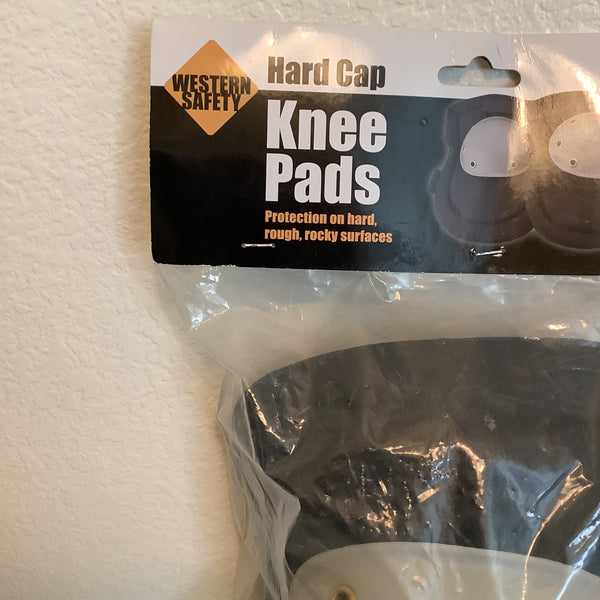 WESTERN
SAFETY
Hard Cap
Knee
Pads
Protection on hard,
rough, rocky surfaces